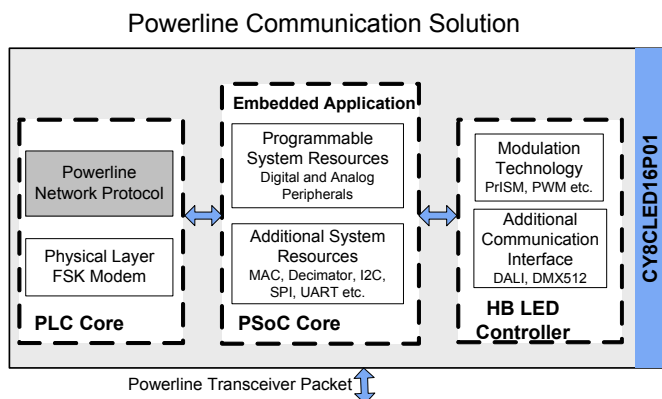 Powerline Communication Solution
Powerline
Network Protocol
Physical Layer
FSK Modem
PLC Core
Embedded Application
Programmable
System Resources
Digital and Analog
Peripherals
Additional System
Resources
MAC, Decimator, I2C,
SPI, UART etc.
PSoC Core
Modulation
Technology
PrISM, PWM etc.
Additional
Communication
Interface
DALI, DMX512
HB LED
Controller
CY8CLED16P01
Powerline Transceiver Packet